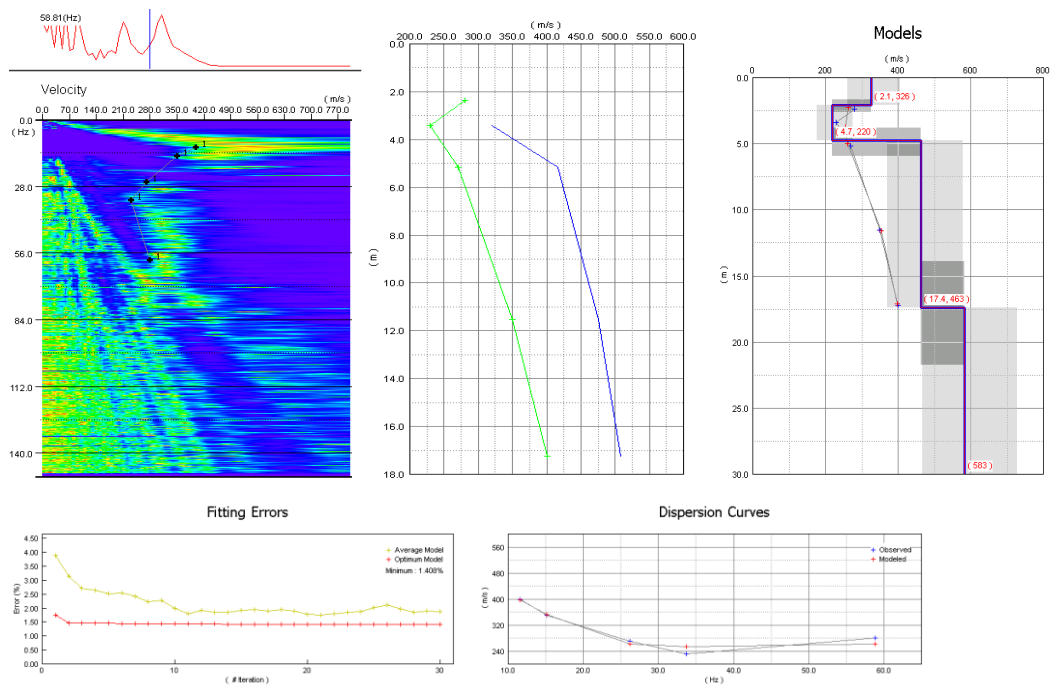 58.81(Hz)
Velocity
( m/s )
0.0 70.0 140.0 210.0 280.0 350.0 420.0 490.0 560.0 630.0 700.0 770.0
0.0
( Hz )
28.0
56.0
84.0
112.0
140.0
1
1
1
1
1
( m/s )
200.0 250.0 300.0 350.0 400.0 450.0 500.0 550.0 600.0
0.0
2.0
4.0
6.0
8.0
( m )
10.0
12.0
14.0
16.0
18.0
Models
( m/s )
0 200 400 600 800
0.0
5.0
10.0
( m )
15.0
20.0
25.0
30.0
( 2.1, 326 )
( 4.7, 220 )
( 17.4, 463 )
( 583 )
Fitting Errors
4.50
4.00
3.50
3.00
2.50
2.00
1.50
1.00
0.50
0.00
Error(%)
Average Model
Optimum Model
Minimum : 1.408%
0 10 20 30
( # Iteration )
Dispersion Curves
560
480
400
320
240
( m/s )
Observed
Modeled
10.0 20.0 30.0 40.0 50.0 60.0
( Hz )